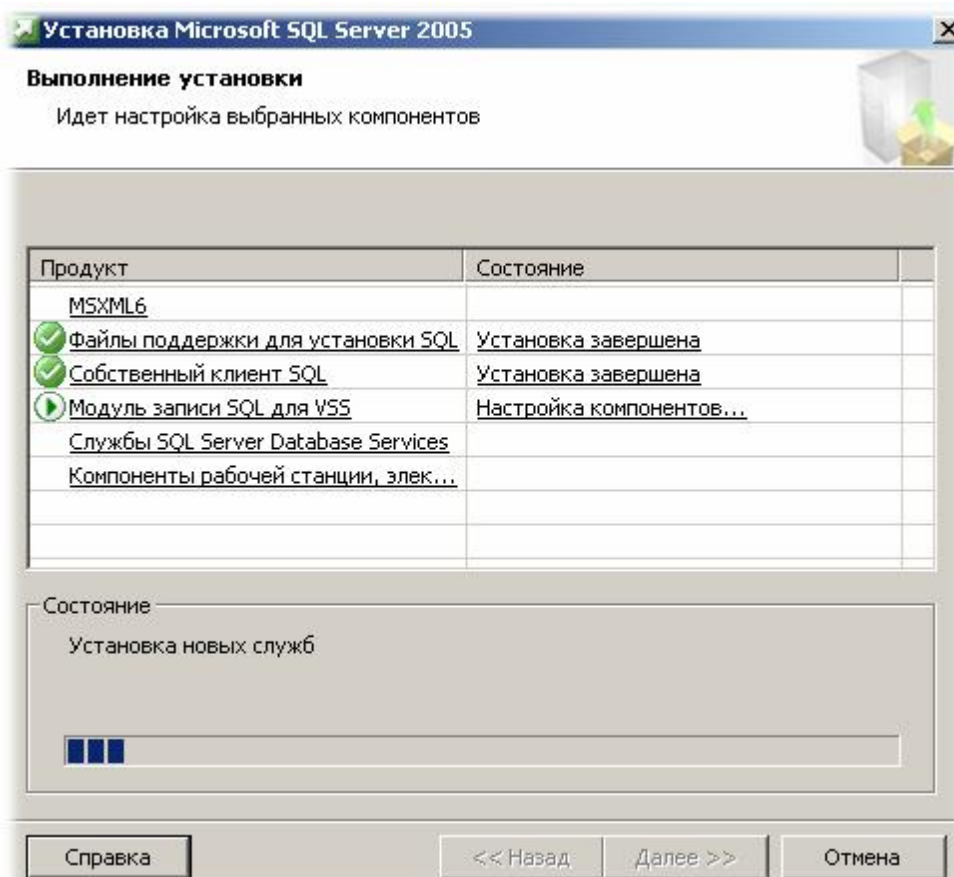 Установка Microsoft SQL Server 2005
Выполнение установки
Идет настройка выбранных компонентов
Продукт Состояние
MSXML6
Файлы поддержки для установки SQL Установка завершена
Собственный клиент SQL Установка завершена
Модуль записи SQL для VSS Настройка компонентов...
Службы SQL Server Database Services
Компоненты рабочей станции, элек...
Состояние
Установка новых служб
Справка << Назад Далее >> Отмена